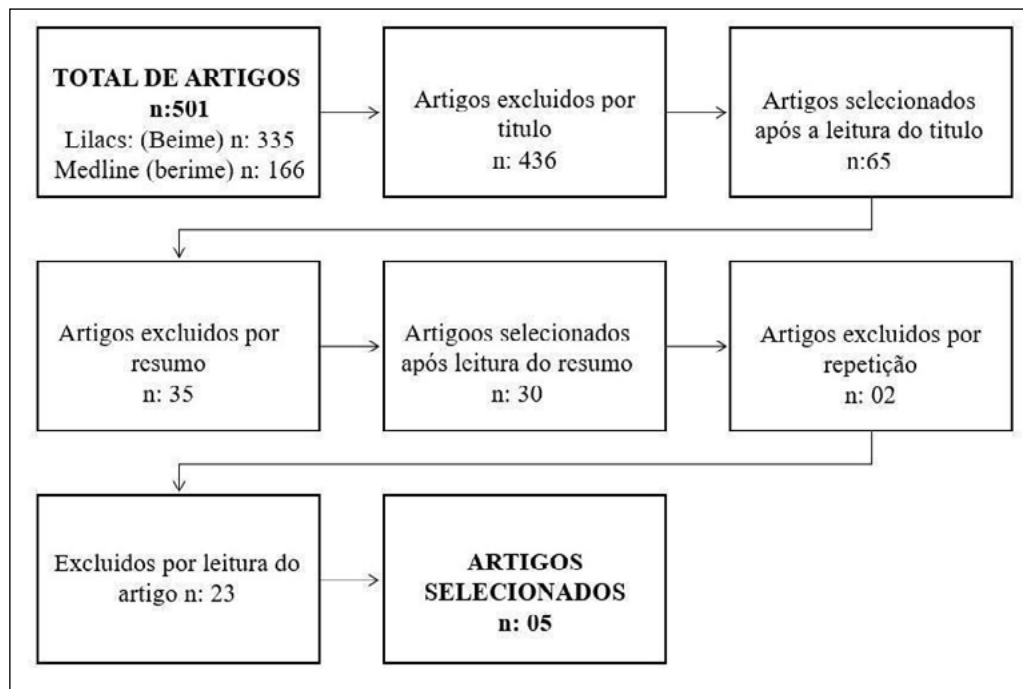 TOTAL DE ARTIGOS
n:501
Lilacs: (Beime) n: 335
Medline (berime) n: 166
Artigos excluidos por
titulo
n: 436
Artigos selecionados
após a leitura do titulo
n:65
Artigos excluidos por
resumo
n: 35
Artigoos selecionados
após leitura do resumo
n: 30
Artigos excluidos por
repetição
n: 02
Excluidos por leitura do
artigo n: 23
ARTIGOS
SELECIONADOS
n: 05